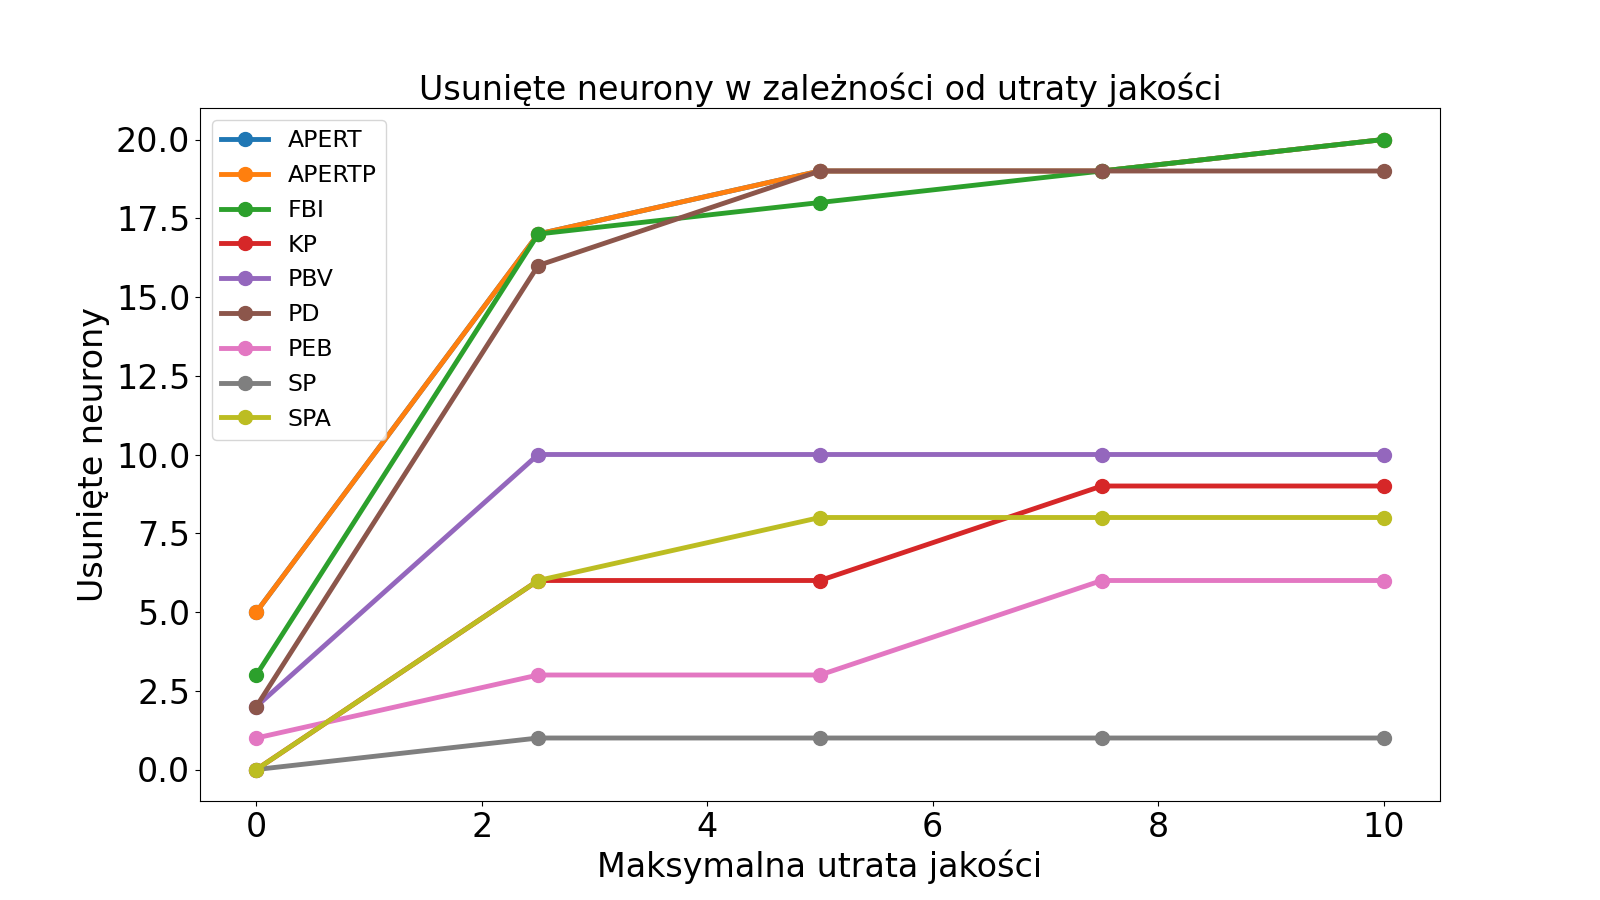 Usunięte neurony w zależności od utraty jakości
20.0
17.5
15.0
12.5
10.0
7.5
5.0
2.5
0.0
Usunięte neurony
APERT
APERTP
FBI
KP
PBV
PD
PEB
SP
SPA
0 2 4 6 8 10
Maksymalna utrata jakości